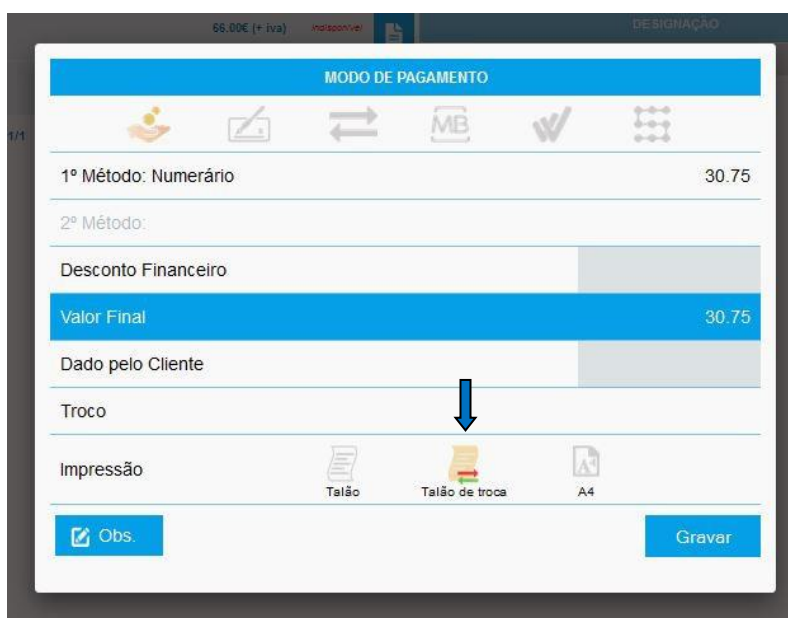 66.00€ (+ iva) indisponível
DESIGNAÇÃO
MODO DE PAGAMENTO
1/1
MB
1º Método: Numerário 30.75
2º Método:
Desconto Financeiro
Valor Final 30.75
Dado pelo Cliente
Troco
Impressão
Talão Talão de troca A4
Obs. Gravar